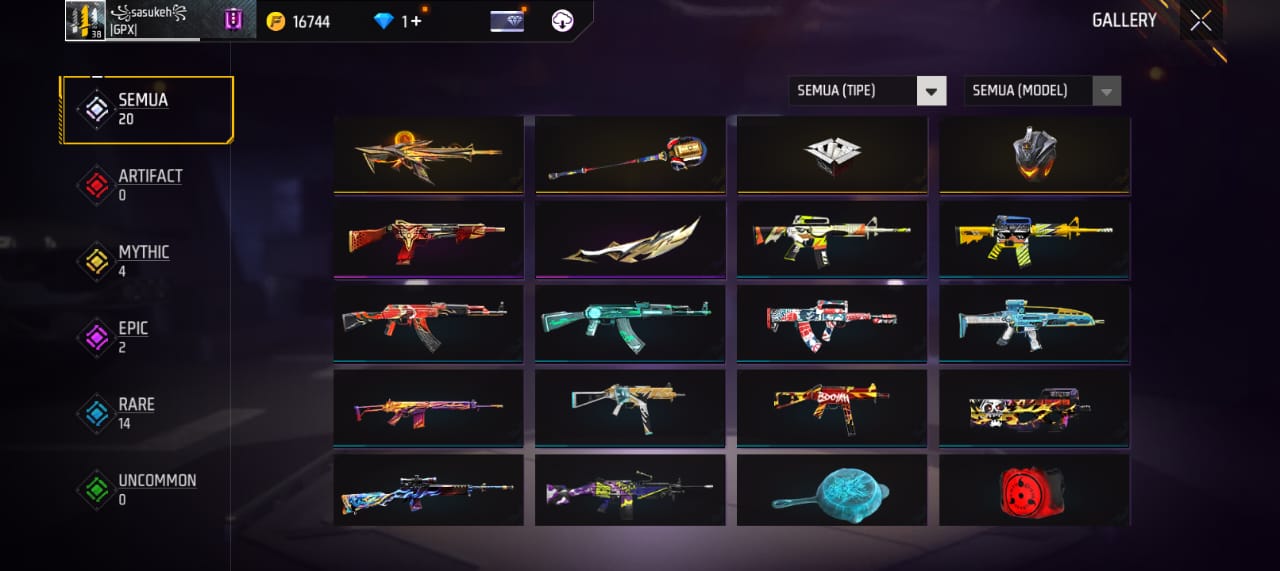 ꧁sasukeh꧂
|GPX|
38
16744
1+
GALLERY
SEMUA
20
SEMUA (TIPE)
SEMUA (MODEL)
ARTIFACT
0
MYTHIC
4
EPIC
2
RARE
14
UNCOMMON
0
BOOYAH